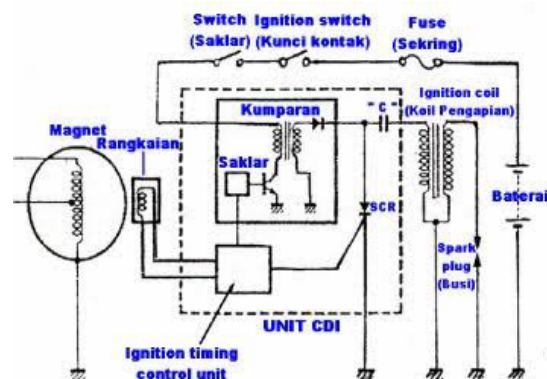 Switch
(Saklar)
Ignition switch
(Kunci kontak)
Fuse
(Sekring)
Kumparan
"C"
Ignition coil
(Koil Pengapian)
Magnet
Rangkaian
Saklar
Baterai
SCR
Spark
plug
(Busi)
UNIT CDI
Ignition timing
control unit